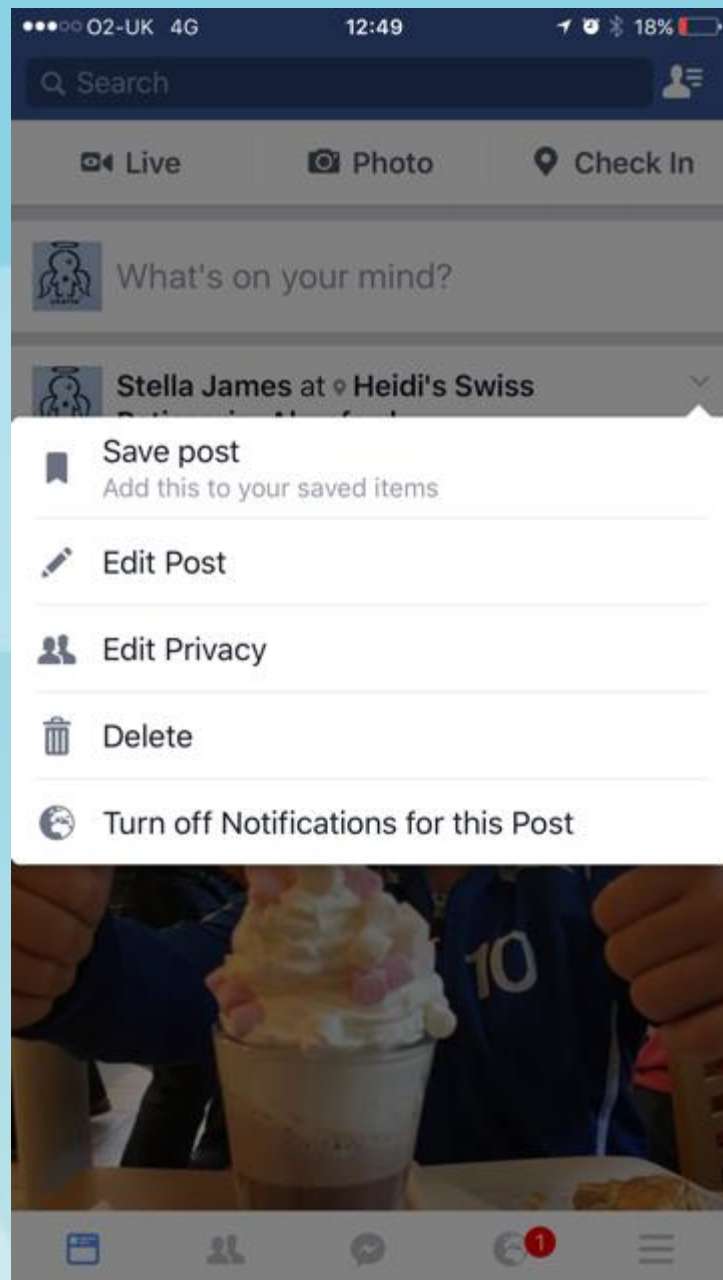 O2-UK 4G 12:49 18%
Search
Live Photo Check In
What's on your mind?
Stella James at Heidi's Swiss
Save post
Add this to your saved items
Edit Post
Edit Privacy
Delete
Turn off Notifications for this Post
10
1